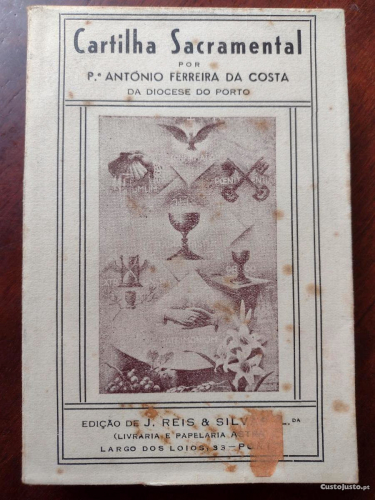 Cartilha Sacramental
POR
P.e ANTÓNIO FERREIRA DA COSTA
DA DIOCESE DO PORTO
EDIÇÃO DE J. REIS & SILVA L.DA
(LIVRARIA E PAPELARIA
LARGO DOS LOIOS, 33
CustoJusto.pt